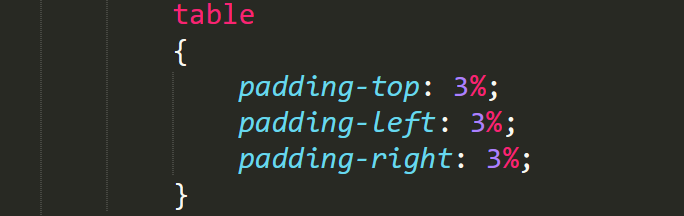 table
{
padding-top: 3%;
padding-left: 3%;
padding-right: 3%;
}